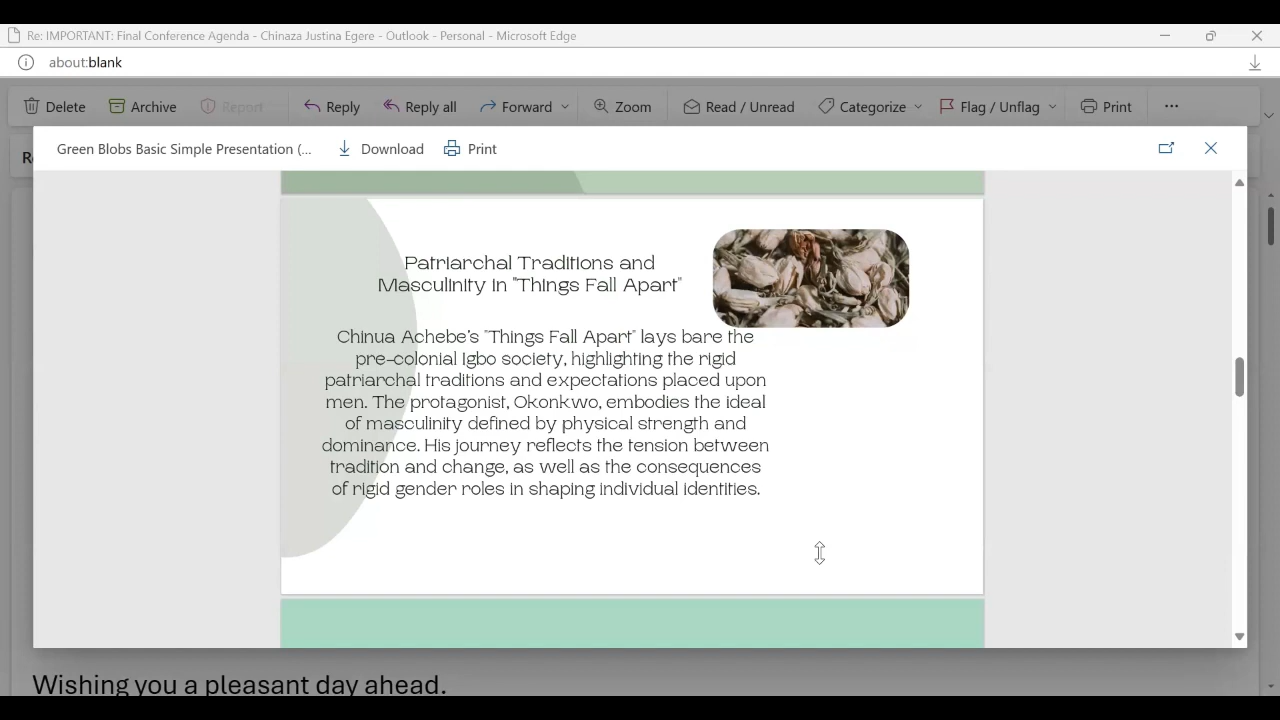 Re: IMPORTANT: Final Conference Agenda - Chinaza Justina Egere - Outlook - Personal - Microsoft Edge
about:blank
Delete Archive Report Reply Reply all Forward Zoom Read / Unread Categorize Flag / Unflag Print ...
Green Blobs Basic Simple Presentation (... Download Print
Patriarchal Traditions and
Masculinity in "Things Fall Apart"
Chinua Achebe's "Things Fall Apart" lays bare the
pre-colonial Igbo society, highlighting the rigid
patriarchal traditions and expectations placed upon
men. The protagonist, Okonkwo, embodies the ideal
of masculinity defined by physical strength and
dominance. His journey reflects the tension between
tradition and change, as well as the consequences
of rigid gender roles in shaping individual identities.
Wishing you a pleasant day ahead.